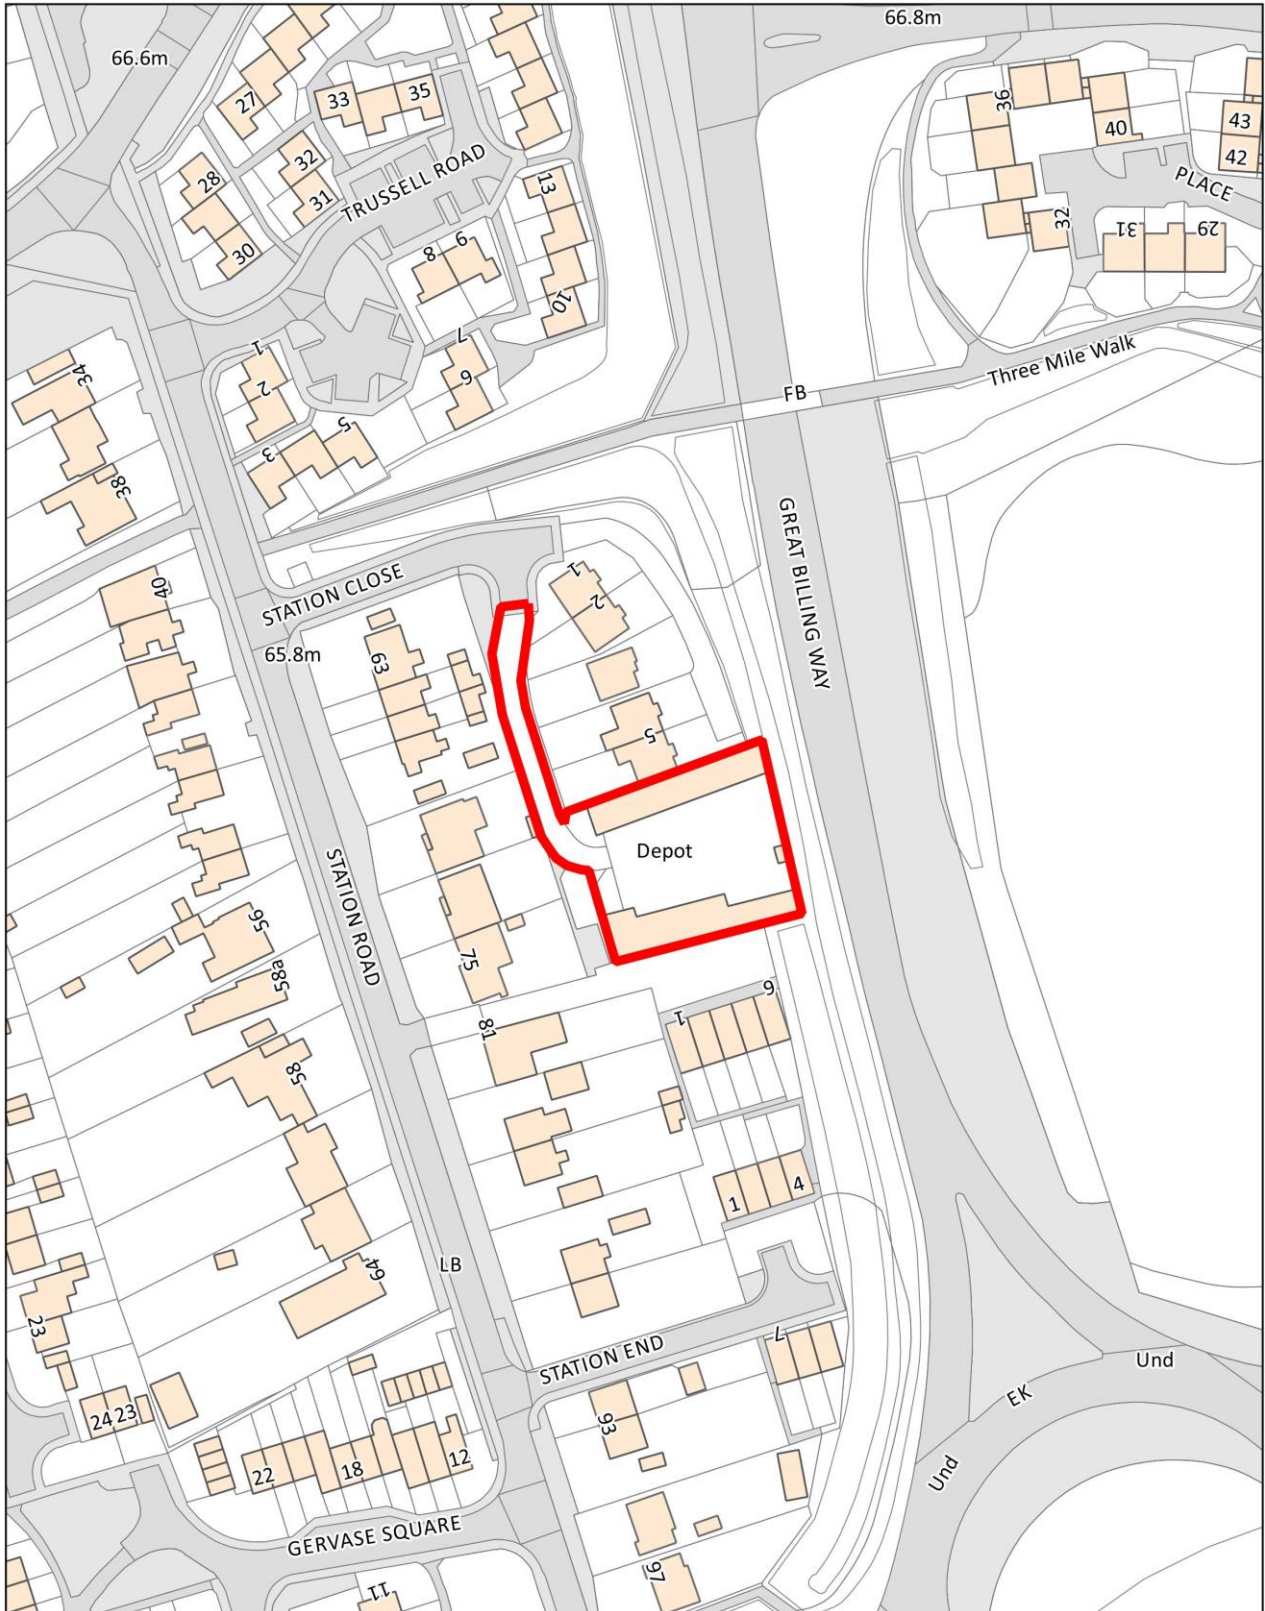 66.8m
66.6m
27
33
35
36
40
43
42
32
28
31
TRUSSELL ROAD
13
PLACE
30
8
6
32
31
29
10
7
6
1
2
34
Three Mile Walk
FB
5
3
38
GREAT BILLING WAY
STATION CLOSE
1
2
40
65.8m
63
5
Depot
STATION ROAD
56
75
58a
9
1
81
58
1
4
64
LB
23
STATION END
7
Und
EK
24
23
93
22
18
12
Und
GERVASE SQUARE
97
11